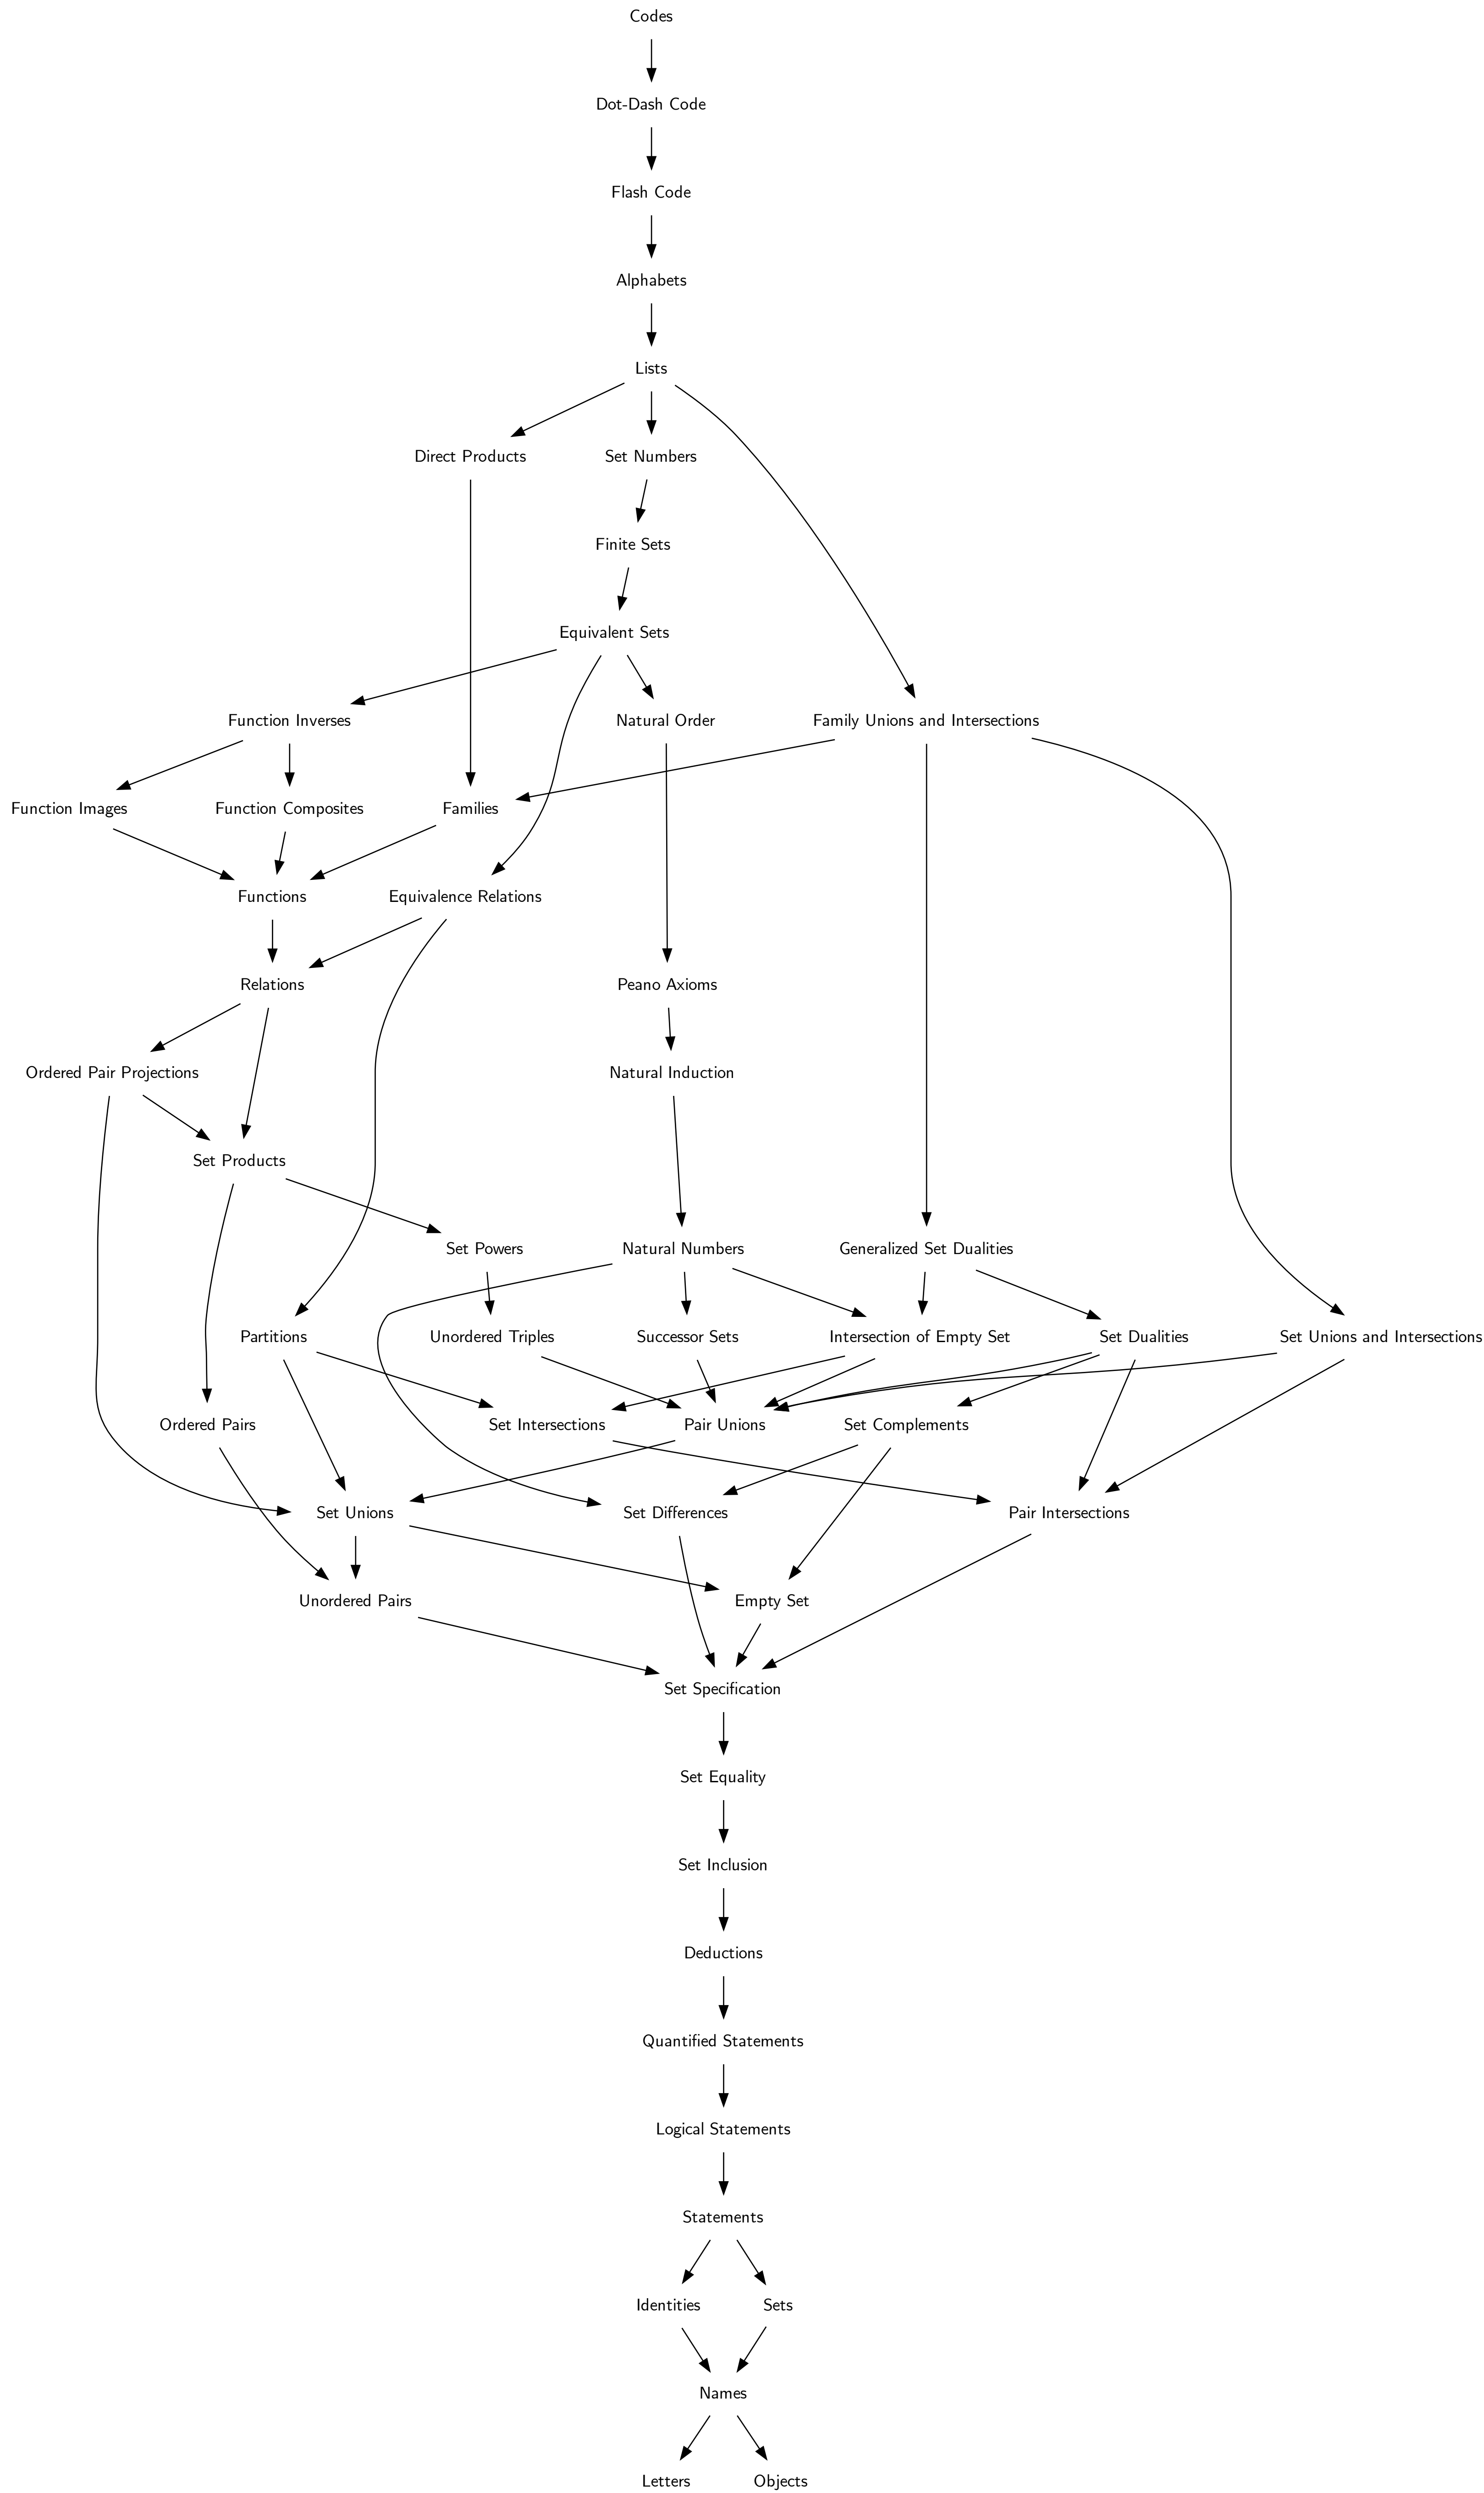 Codes
Dot-Dash Code
Flash Code
Alphabets
Lists
Direct Products
Set Numbers
Finite Sets
Equivalent Sets
Function Inverses
Natural Order
Family Unions and Intersections
Function Images
Function Composites
Families
Functions
Equivalence Relations
Relations
Peano Axioms
Ordered Pair Projections
Natural Induction
Set Products
Set Powers
Natural Numbers
Generalized Set Dualities
Partitions
Unordered Triples
Successor Sets
Intersection of Empty Set
Set Dualities
Set Unions and Intersections
Ordered Pairs
Set Intersections
Pair Unions
Set Complements
Set Unions
Set Differences
Pair Intersections
Unordered Pairs
Empty Set
Set Specification
Set Equality
Set Inclusion
Deductions
Quantified Statements
Logical Statements
Statements
Identities
Sets
Names
Letters
Objects